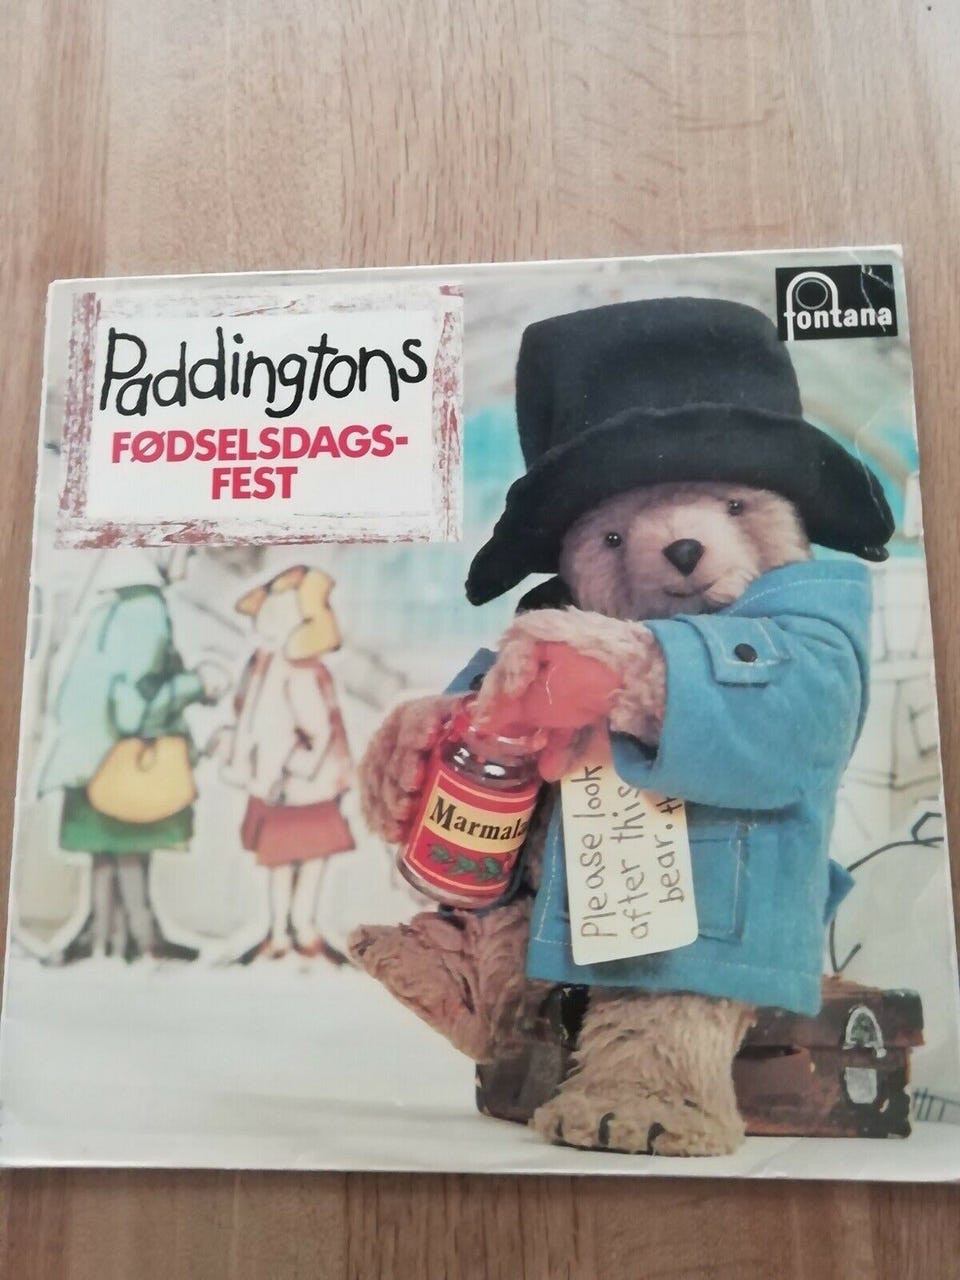 Paddingtons
FØDSELSDAGS-
FEST
fontana
Marmala
Please look
after this
bear.